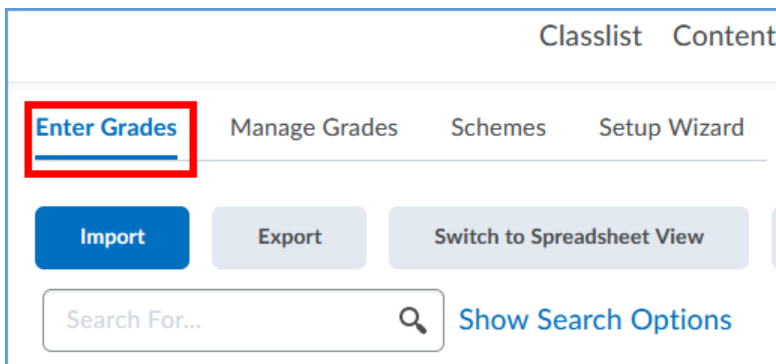 Classlist Content
Enter Grades Manage Grades Schemes Setup Wizard
Import Export Switch to Spreadsheet View
Search For... Show Search Options